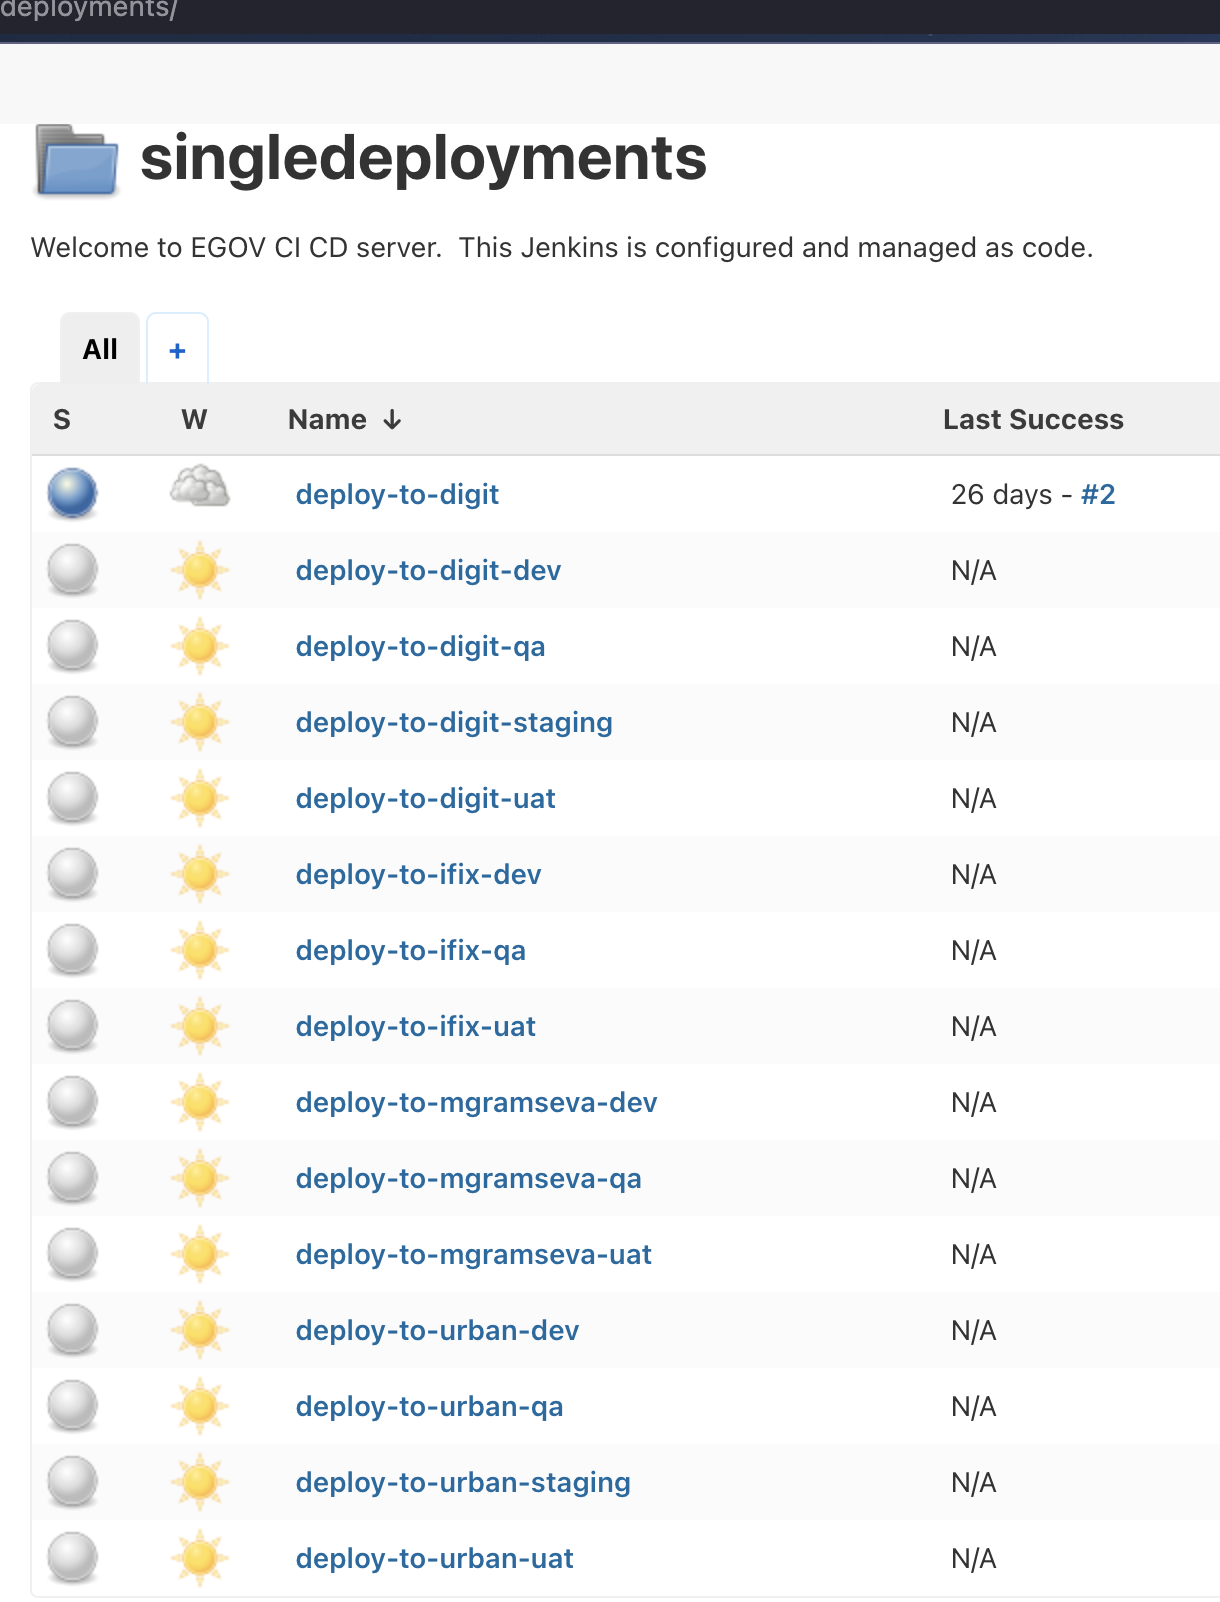 deployments/
singledeployments
Welcome to EGOV CI CD server.  This Jenkins is configured and managed as code.
All +
S W Name ↓ Last Success
deploy-to-digit 26 days - #2
deploy-to-digit-dev N/A
deploy-to-digit-qa N/A
deploy-to-digit-staging N/A
deploy-to-digit-uat N/A
deploy-to-ifix-dev N/A
deploy-to-ifix-qa N/A
deploy-to-ifix-uat N/A
deploy-to-mgramseva-dev N/A
deploy-to-mgramseva-qa N/A
deploy-to-mgramseva-uat N/A
deploy-to-urban-dev N/A
deploy-to-urban-qa N/A
deploy-to-urban-staging N/A
deploy-to-urban-uat N/A